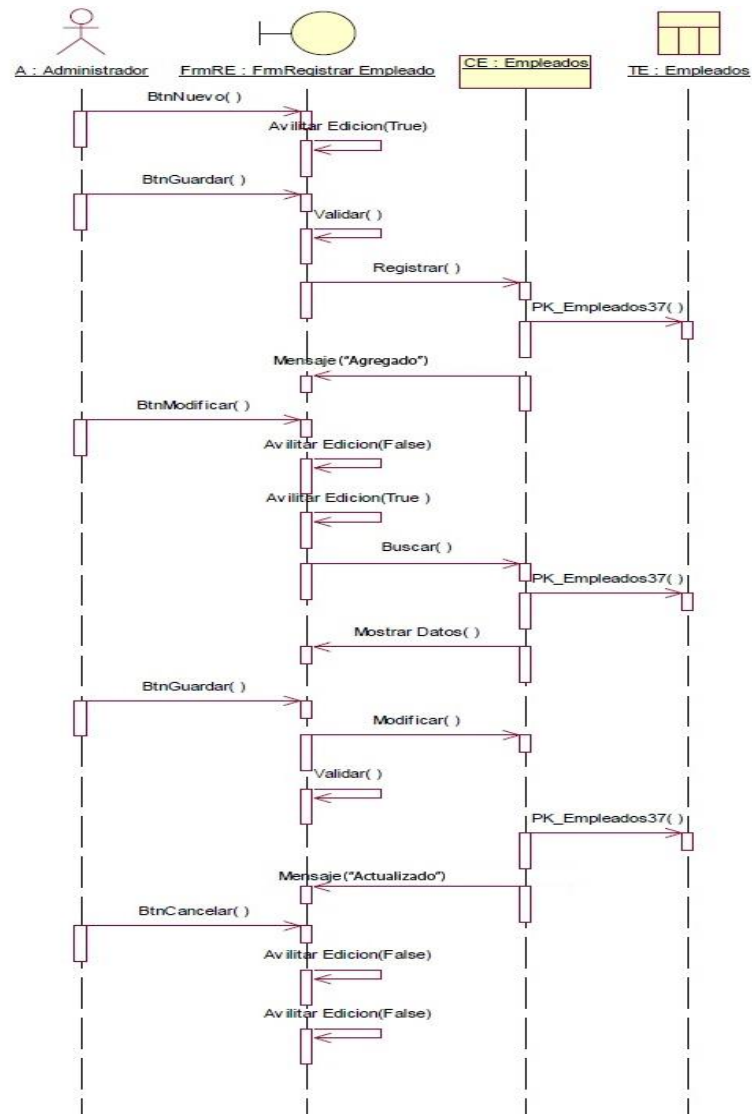 A : Administrador
FrmRE : FrmRegistrar Empleado
CE : Empleados
TE : Empleados
BtnNuevo( )
Avilitar Edicion(True)
BtnGuardar( )
Validar( )
Registrar( )
PK_Empleados37( )
Mensaje("Agregado")
BtnModificar( )
Avilitar Edicion(False)
Avilitar Edicion(True )
Buscar( )
PK_Empleados37( )
Mostrar Datos( )
BtnGuardar( )
Modificar( )
Validar( )
PK_Empleados37( )
Mensaje("Actualizado")
BtnCancelar( )
Avilitar Edicion(False)
Avilitar Edicion(False)